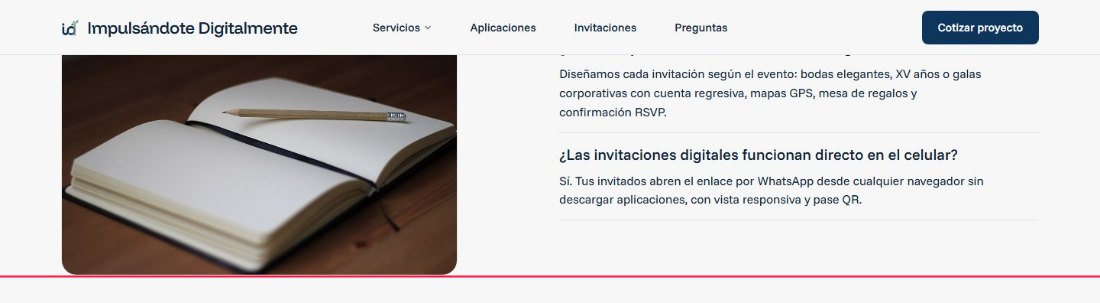 id Impulsándote Digitalmente
Servicios
Aplicaciones
Invitaciones
Preguntas
Cotizar proyecto
Diseñamos cada invitación según el evento: bodas elegantes, XV años o galas
corporativas con cuenta regresiva, mapas GPS, mesa de regalos y
confirmación RSVP.
¿Las invitaciones digitales funcionan directo en el celular?
Sí. Tus invitados abren el enlace por WhatsApp desde cualquier navegador sin
descargar aplicaciones, con vista responsiva y pase QR.